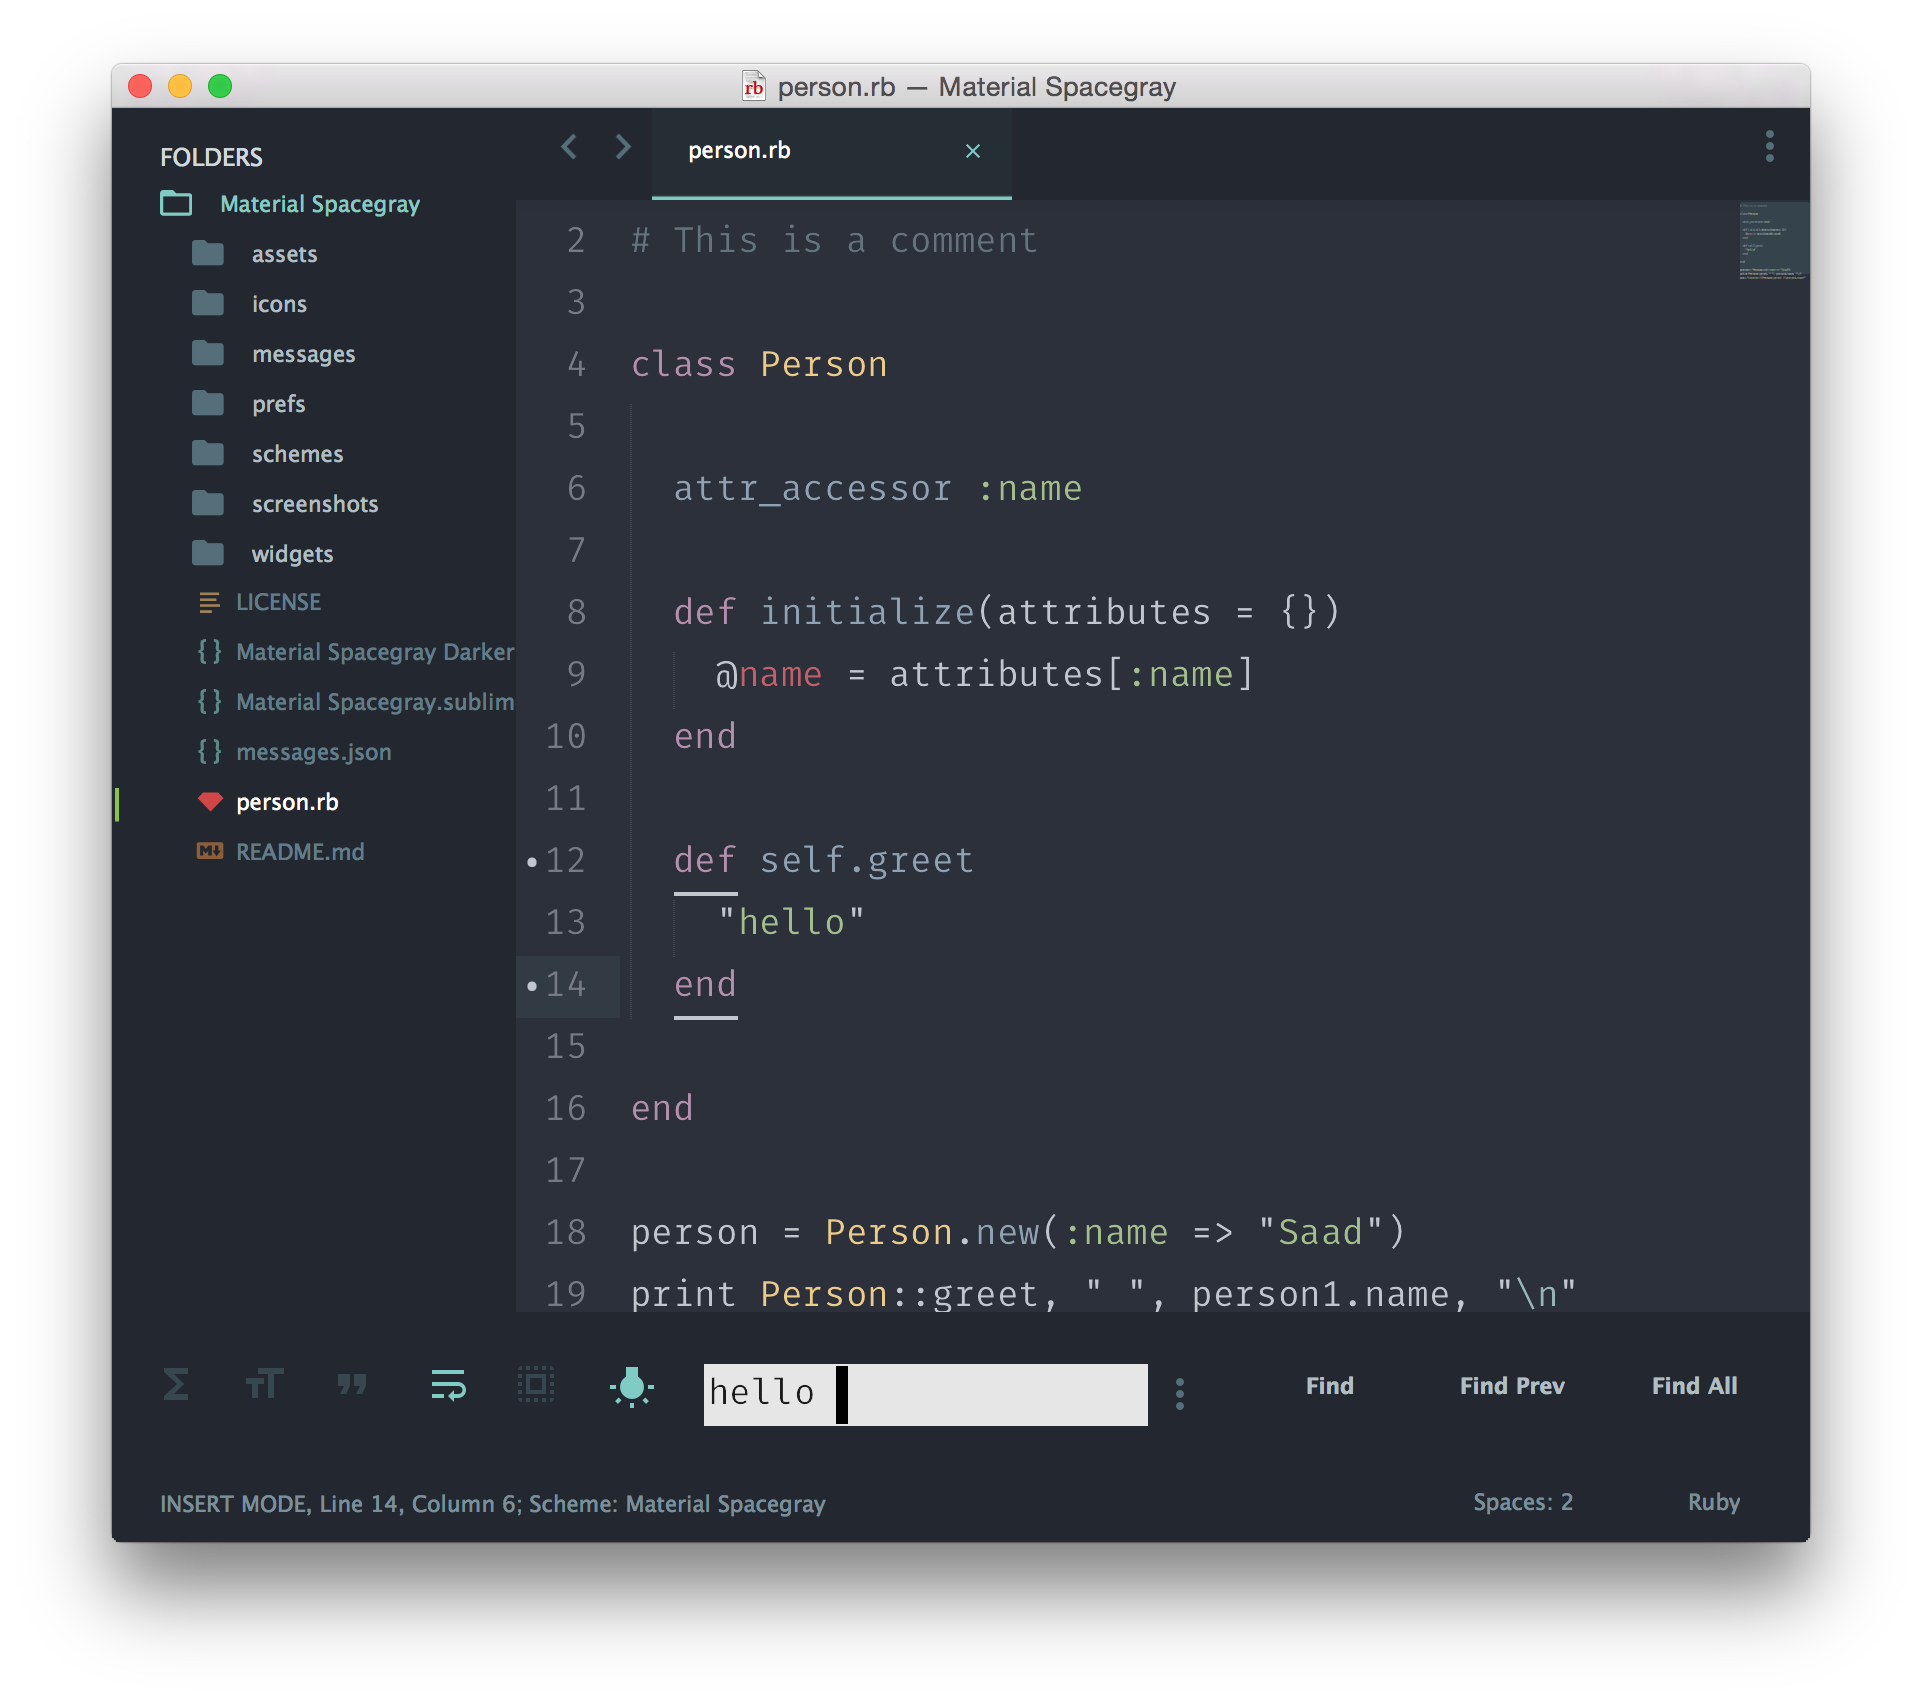 rb person.rb — Material Spacegray
FOLDERS
Material Spacegray
assets
icons
messages
prefs
schemes
screenshots
widgets
LICENSE
{} Material Spacegray Darker
{} Material Spacegray.sublim
{} messages.json
person.rb
M README.md
person.rb ×
2 # This is a comment
3
4 class Person
5
6 attr_accessor :name
7
8 def initialize(attributes = {})
9 @name = attributes[:name]
10 end
11
12 def self.greet
13 "hello"
14 end
15
16 end
17
18 person = Person.new(:name => "Saad")
19 print Person::greet, " ", person1.name, "\n"
hello
Find Find Prev Find All
INSERT MODE, Line 14, Column 6; Scheme: Material Spacegray
Spaces: 2 Ruby